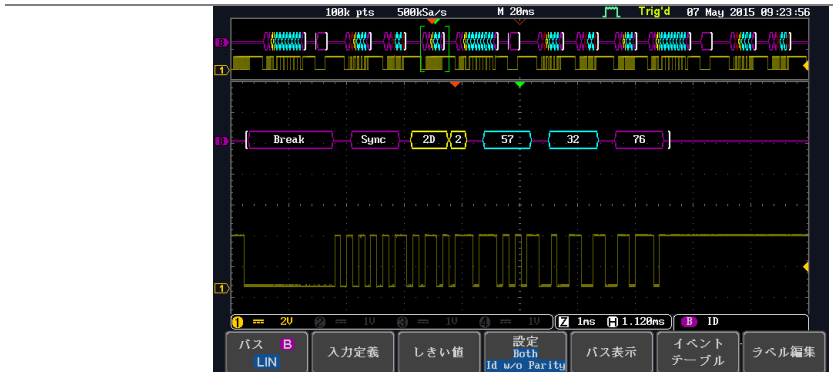 100k pts 500kSa/s M 20ms Trig'd 07 May 2015 09:23:56
B
1
B Break Sync 2D 2 57 32 76
1
1 2V 2 1V 3 1V 4 1V Z 1ms H 1.120ms B ID
バス B
LIN
入力定義
しきい値
設定
Both
Id w/o Parity
バス表示
イベント
テーブル
ラベル編集